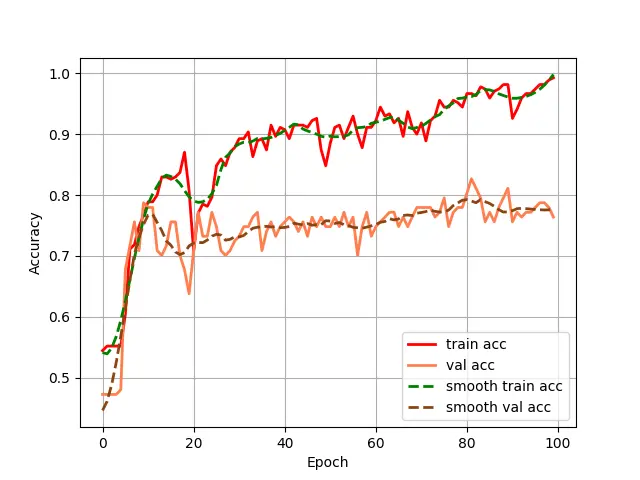 1.0
0.9
0.8
0.7
0.6
0.5
Accuracy
train acc
val acc
smooth train acc
smooth val acc
0 20 40 60 80 100
Epoch